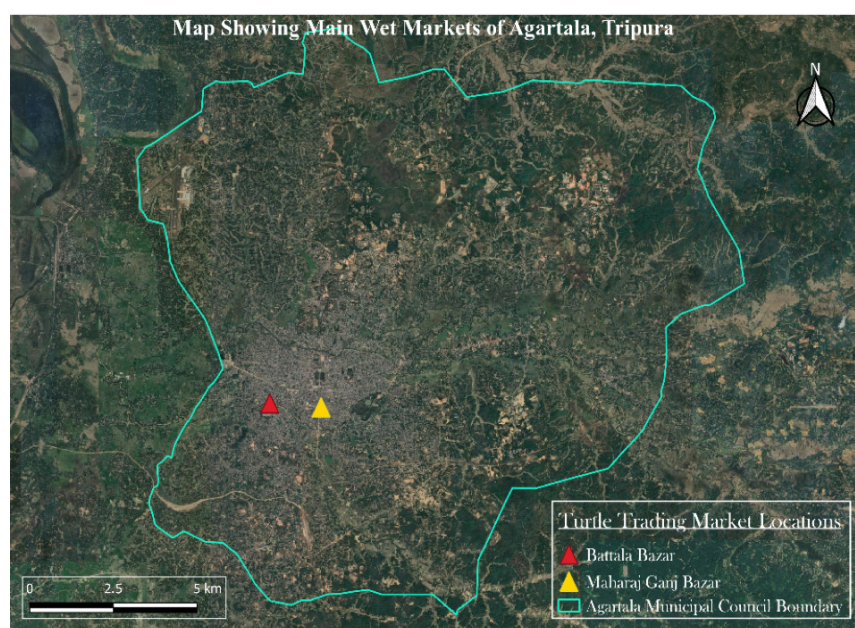 Map Showing Main Wet Markets of Agartala, Tripura
N
Turtle Trading Market Locations
Battala Bazar
Maharaj Ganj Bazar
Agartala Municipal Council Boundary
0 2.5 5 km